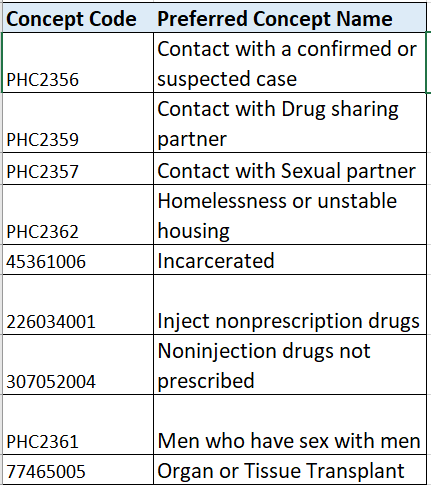 Concept Code Preferred Concept Name
Contact with a confirmed or
PHC2356 suspected case
Contact with Drug sharing
PHC2359 partner
PHC2357 Contact with Sexual partner
Homelessness or unstable
PHC2362 housing
45361006 Incarcerated
226034001 Inject nonprescription drugs
Noninjection drugs not
307052004 prescribed
PHC2361 Men who have sex with men
77465005 Organ or Tissue Transplant